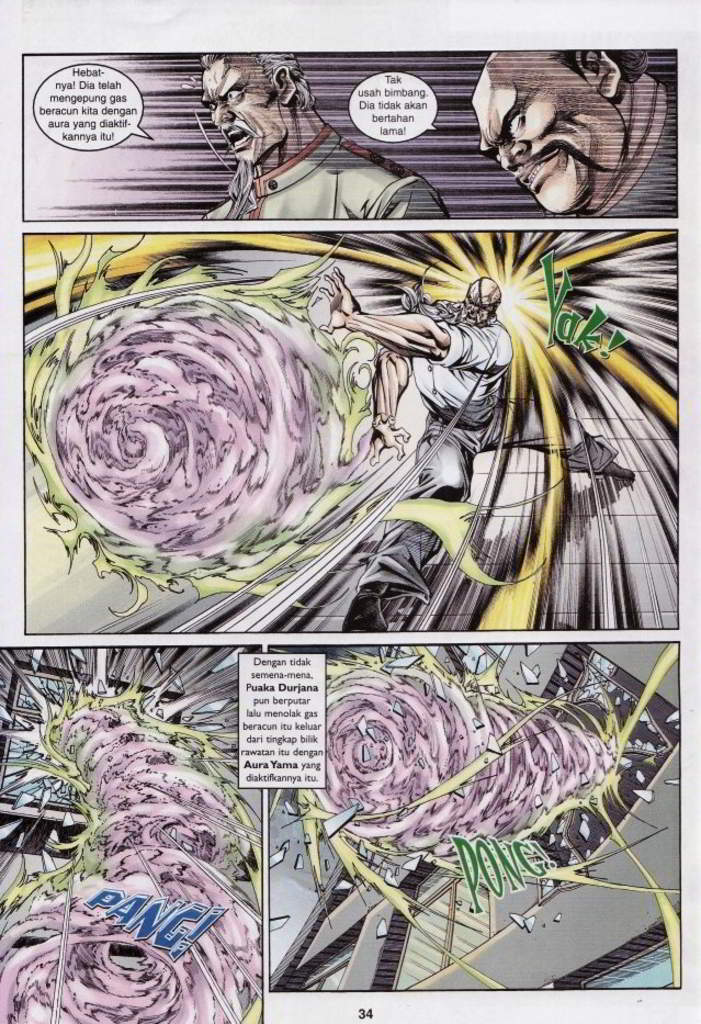 Hebat-
nya! Dia telah
mengepung gas
beracun kita dengan
aura yang diaktif-
kannya itu!
Tak
usah bimbang.
Dia tidak akan
bertahan
lama!
Yak!
Dengan tidak
semena-mena,
Puaka Durjana
pun berputar
lalu menolak gas
beracun itu keluar
dari tingkap bilik
rawatan itu dengan
Aura Yama yang
diaktifkannya itu.
PANG!
PONG!
34